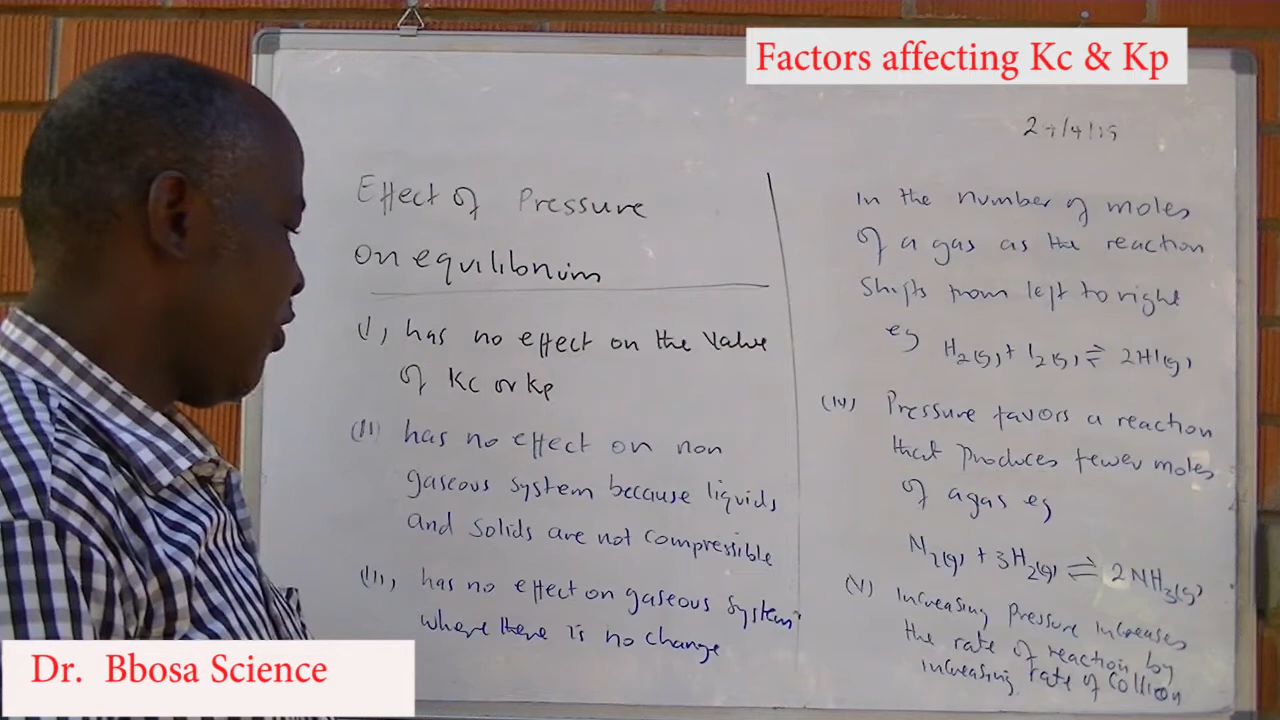 Factors affecting Kc & Kp
Effect of Pressure
on equilibrium
(I) has no effect on the value
of Kc or Kp
(II) has no effect on non
gaseous system because liquids
and solids are not compressible
(III) has no effect on gaseous system
where there is no change
in the number of moles
of a gas as the reaction
shifts from left to right
eg
H2(g) + I2(g) ⇌ 2HI(g)
(IV) Pressure favors a reaction
that produces fewer moles
of a gas eg
N2(g) + 3H2(g) ⇌ 2NH3(g)
(V) Increasing pressure increases
the rate of reaction by
increasing rate of collision
Dr. Bbosa Science